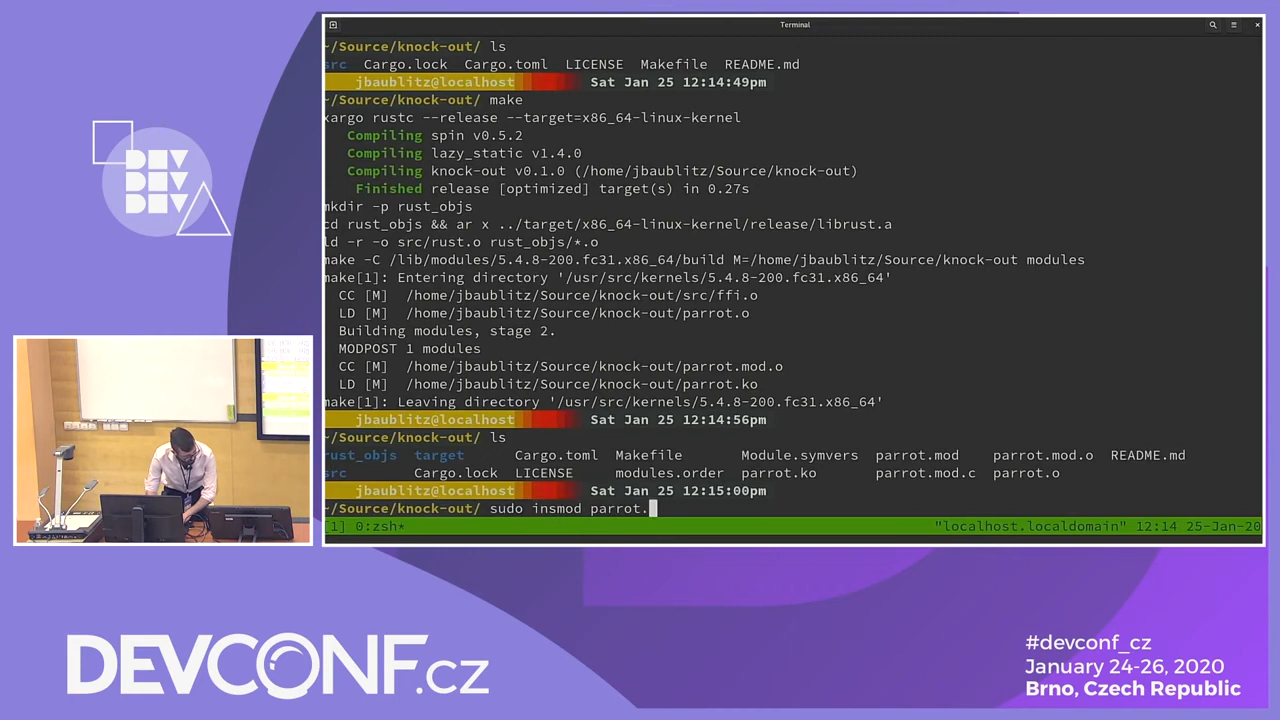 Terminal
~/Source/knock-out/ ls
src Cargo.lock Cargo.toml LICENSE Makefile README.md
jbaublitz@localhost Sat Jan 25 12:14:49pm
~/Source/knock-out/ make
xargo rustc --release --target=x86_64-linux-kernel
Compiling spin v0.5.2
Compiling lazy_static v1.4.0
Compiling knock-out v0.1.0 (/home/jbaublitz/Source/knock-out)
Finished release [optimized] target(s) in 0.27s
mkdir -p rust_objs
cd rust_objs && ar x ../target/x86_64-linux-kernel/release/librust.a
ld -r -o src/rust.o rust_objs/*.o
make -C /lib/modules/5.4.8-200.fc31.x86_64/build M=/home/jbaublitz/Source/knock-out modules
make[1]: Entering directory '/usr/src/kernels/5.4.8-200.fc31.x86_64'
CC [M] /home/jbaublitz/Source/knock-out/src/ffi.o
LD [M] /home/jbaublitz/Source/knock-out/parrot.o
Building modules, stage 2.
MODPOST 1 modules
CC [M] /home/jbaublitz/Source/knock-out/parrot.mod.o
LD [M] /home/jbaublitz/Source/knock-out/parrot.ko
make[1]: Leaving directory '/usr/src/kernels/5.4.8-200.fc31.x86_64'
jbaublitz@localhost Sat Jan 25 12:14:56pm
~/Source/knock-out/ ls
rust_objs target Cargo.toml Makefile Module.symvers parrot.mod parrot.mod.o README.md
src Cargo.lock LICENSE modules.order parrot.ko parrot.mod.c parrot.o
jbaublitz@localhost Sat Jan 25 12:15:00pm
~/Source/knock-out/ sudo insmod parrot.
[1] 0:zsh* "localhost.localdomain" 12:14 25-Jan-20
DEV
DEV
DEV
DEVCONF.cz
#devconf_cz
January 24-26, 2020
Brno, Czech Republic